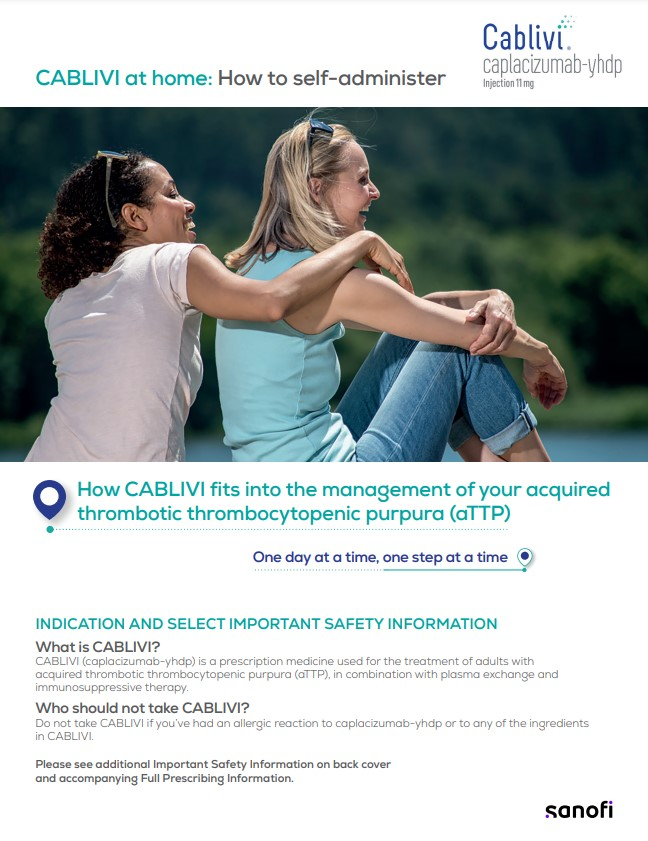 Cablivi®
caplacizumab-yhdp
Injection 11 mg
CABLIVI at home: How to self-administer
How CABLIVI fits into the management of your acquired
thrombotic thrombocytopenic purpura (aTTP)
One day at a time, one step at a time
INDICATION AND SELECT IMPORTANT SAFETY INFORMATION
What is CABLIVI?
CABLIVI (caplacizumab-yhdp) is a prescription medicine used for the treatment of adults with
acquired thrombotic thrombocytopenic purpura (aTTP), in combination with plasma exchange and
immunosuppressive therapy.
Who should not take CABLIVI?
Do not take CABLIVI if you’ve had an allergic reaction to caplacizumab-yhdp or to any of the ingredients
in CABLIVI.
Please see additional Important Safety Information on back cover
and accompanying Full Prescribing Information.
sanofi